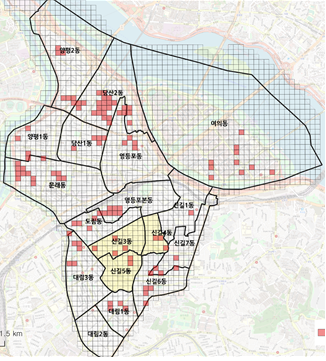 양평2동
당산2동
여의동
양평1동
당산1동
영등포동
문래동
영등포본동
신길1동
도림동
신길3동
신길4동
신길7동
신길5동
대림3동
신길6동
대림1동
대림2동
1.5 km